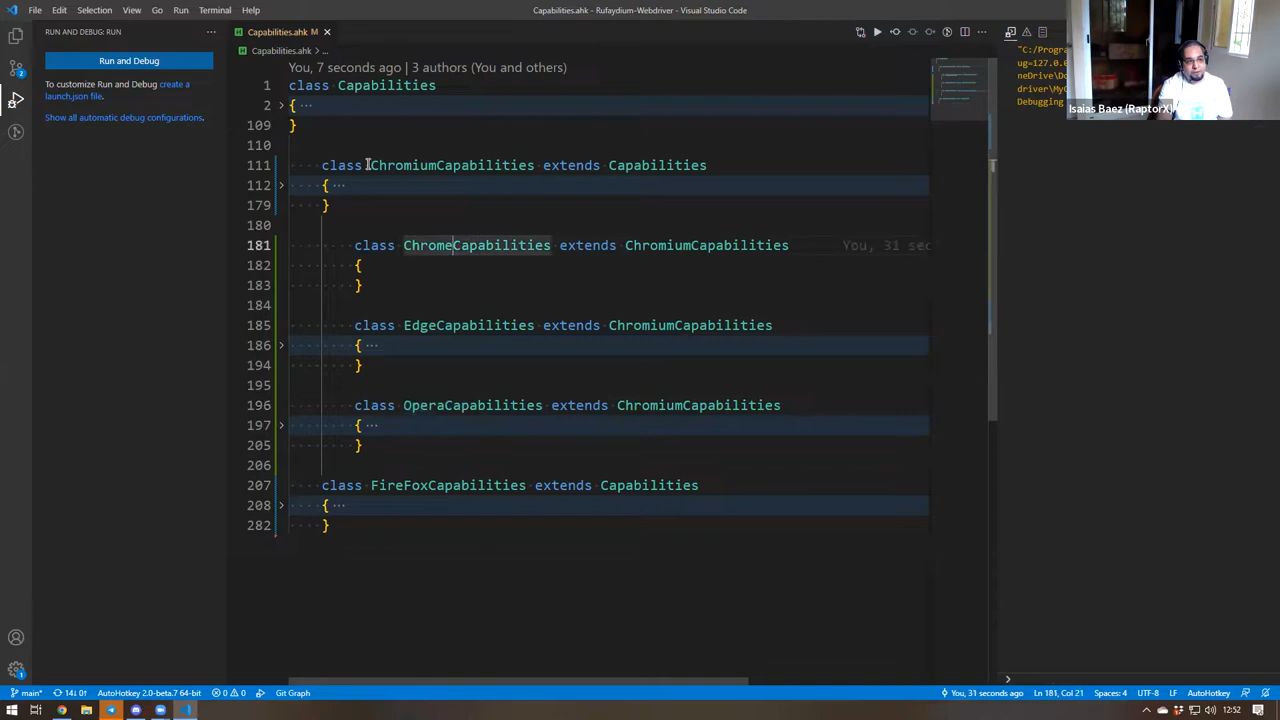 File Edit Selection View Go Run Terminal Help
Capabilities.ahk - Rufaydium-Webdriver - Visual Studio Code
RUN AND DEBUG: RUN
Run and Debug
To customize Run and Debug create a
launch.json file.
Show all automatic debug configurations.
Capabilities.ahk M
Capabilities.ahk > ...
You, 7 seconds ago | 3 authors (You and others)
1 class Capabilities
2 { ...
109 }
110
111 class ChromiumCapabilities extends Capabilities
112 { ...
179 }
180
181 class ChromeCapabilities extends ChromiumCapabilities You, 31 sec
182 {
183 }
184
185 class EdgeCapabilities extends ChromiumCapabilities
186 { ...
194 }
195
196 class OperaCapabilities extends ChromiumCapabilities
197 { ...
205 }
206
207 class FireFoxCapabilities extends Capabilities
208 { ...
282 }
"C:/Progra
ug=127.0.0
neDrive\Do
driver\MyC
Debugging
Isaias Baez (RaptorX)
main* 14↓ 0↑ AutoHotkey 2.0-beta.7 64-bit 0 0 Git Graph
You, 31 seconds ago Ln 181, Col 21 Spaces: 4 UTF-8 LF AutoHotkey
12:52